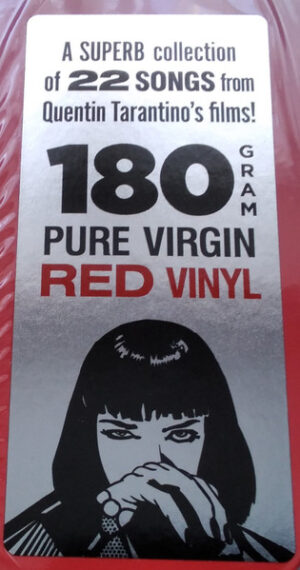 A SUPERB collection
of 22 SONGS from
Quentin Tarantino's films!
180 GRAM
PURE VIRGIN
RED VINYL